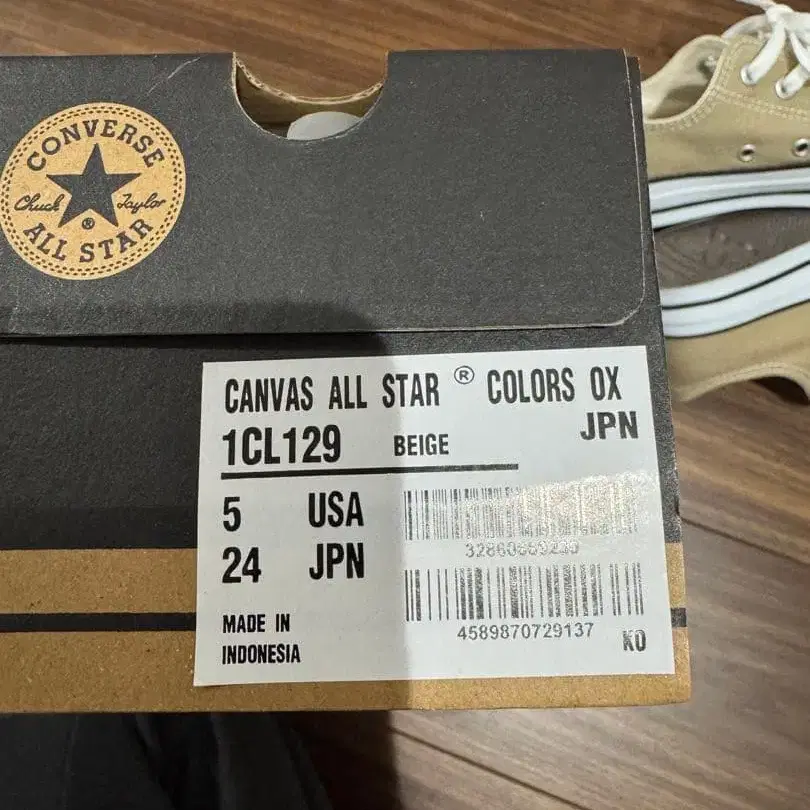 CONVERSE
Chuck Taylor
®
ALL STAR
CANVAS ALL STAR ® COLORS OX
JPN
1CL129 BEIGE
5 USA
24 JPN
4589870729137
MADE IN
INDONESIA
KO